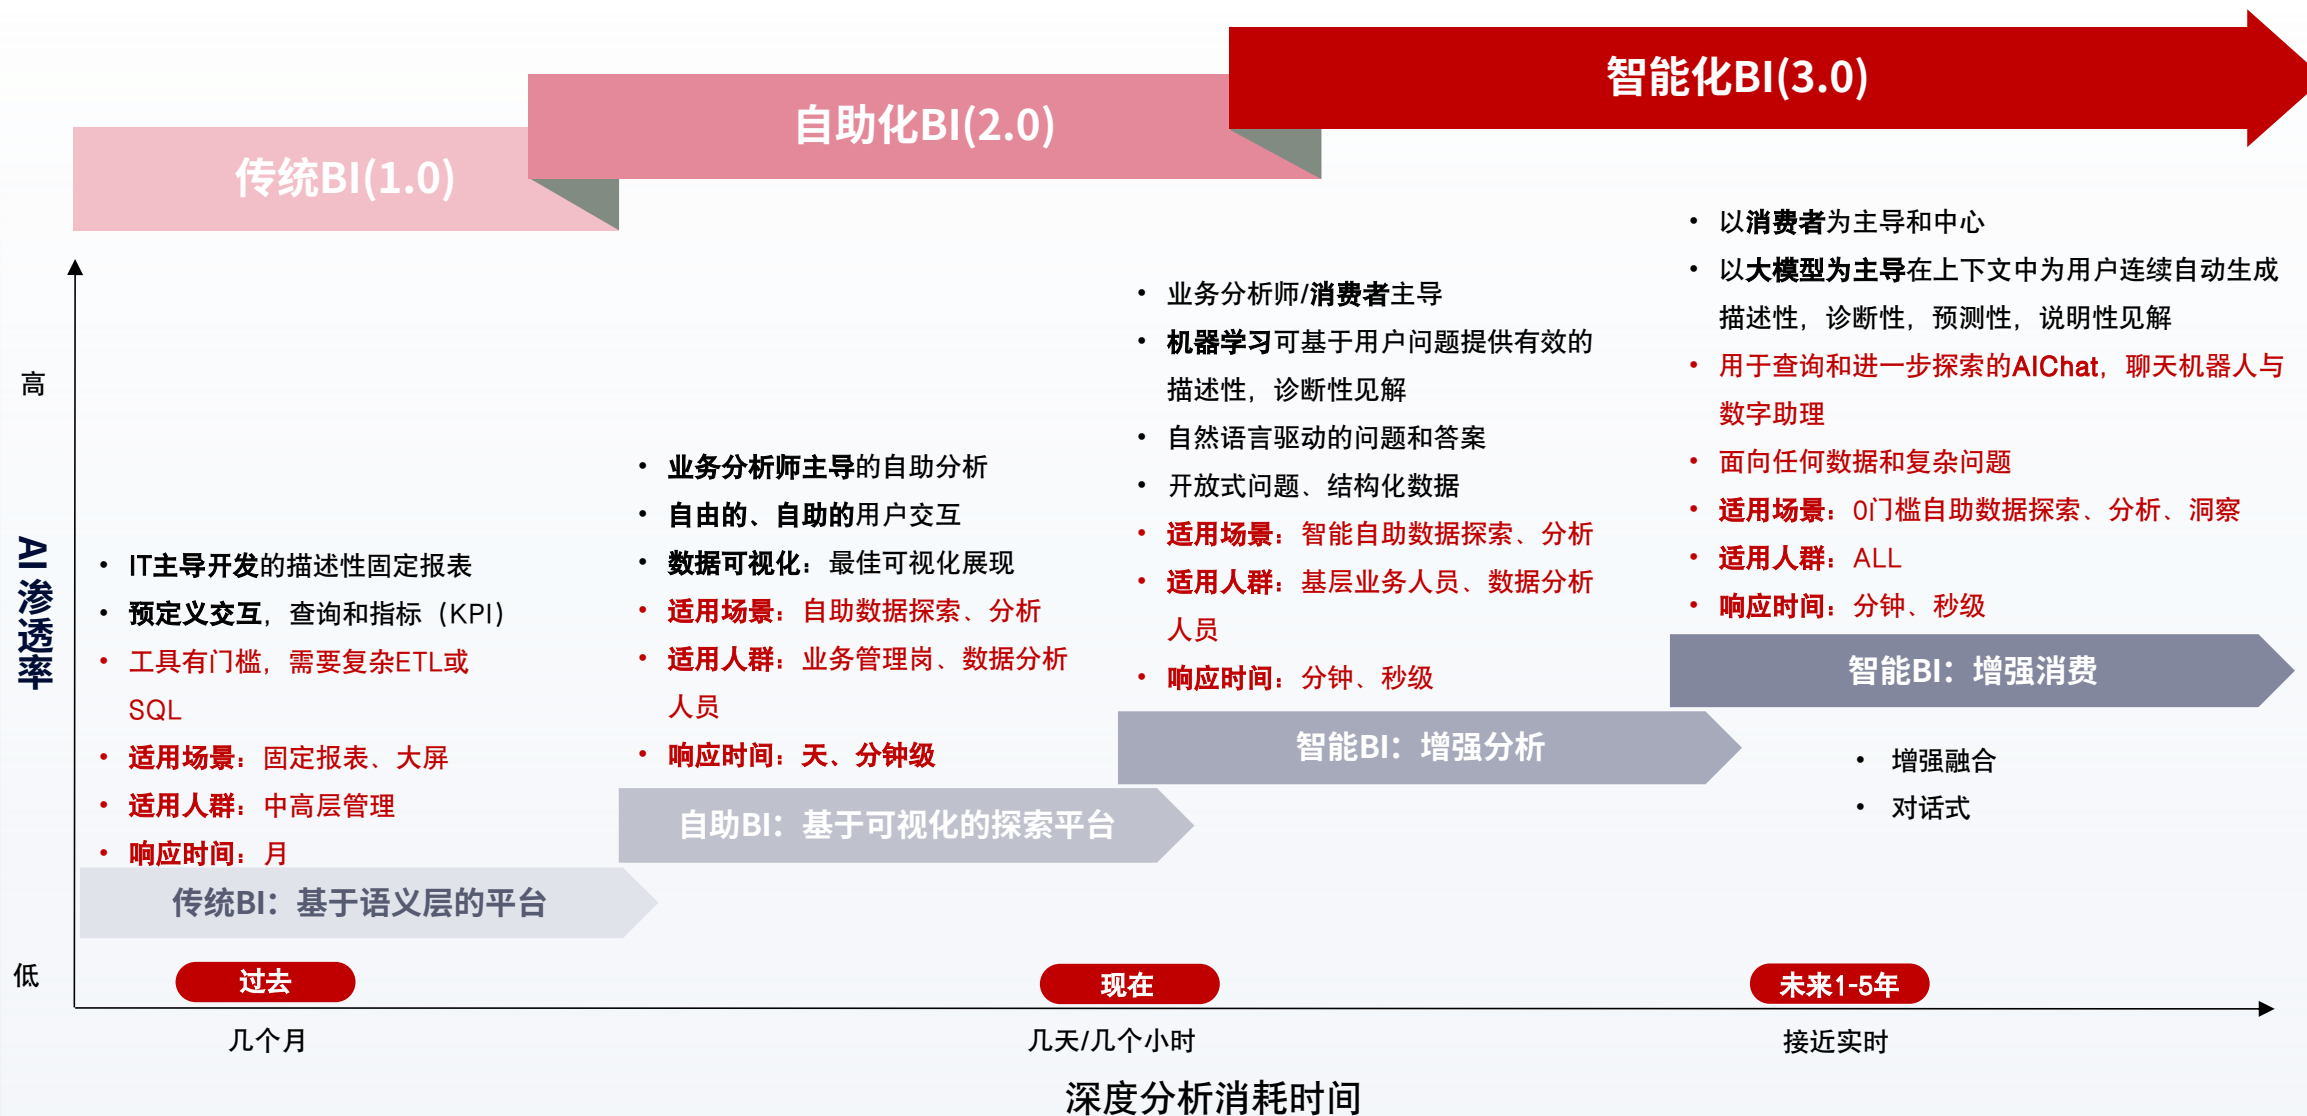 传统BI(1.0)
自助化BI(2.0)
智能化BI(3.0)
AI 渗透率
高
低
• IT主导开发的描述性固定报表
• 预定义交互，查询和指标（KPI）
• 工具有门槛，需要复杂ETL或
SQL
• 适用场景：固定报表、大屏
• 适用人群：中高层管理
• 响应时间：月
传统BI：基于语义层的平台
• 业务分析师主导的自助分析
• 自由的、自助的用户交互
• 数据可视化：最佳可视化展现
• 适用场景：自助数据探索、分析
• 适用人群：业务管理岗、数据分析
人员
• 响应时间：天、分钟级
自助BI：基于可视化的探索平台
• 业务分析师/消费者主导
• 机器学习可基于用户问题提供有效的
描述性，诊断性见解
• 自然语言驱动的问题和答案
• 开放式问题、结构化数据
• 适用场景：智能自助数据探索、分析
• 适用人群：基层业务人员、数据分析
人员
• 响应时间：分钟、秒级
智能BI：增强分析
• 以消费者为主导和中心
• 以大模型为主导在上下文中为用户连续自动生成
描述性，诊断性，预测性，说明性见解
• 用于查询和进一步探索的AIChat，聊天机器人与
数字助理
• 面向任何数据和复杂问题
• 适用场景：0门槛自助数据探索、分析、洞察
• 适用人群：ALL
• 响应时间：分钟、秒级
智能BI：增强消费
• 增强融合
• 对话式
过去
现在
未来1-5年
几个月
几天/几个小时
接近实时
深度分析消耗时间